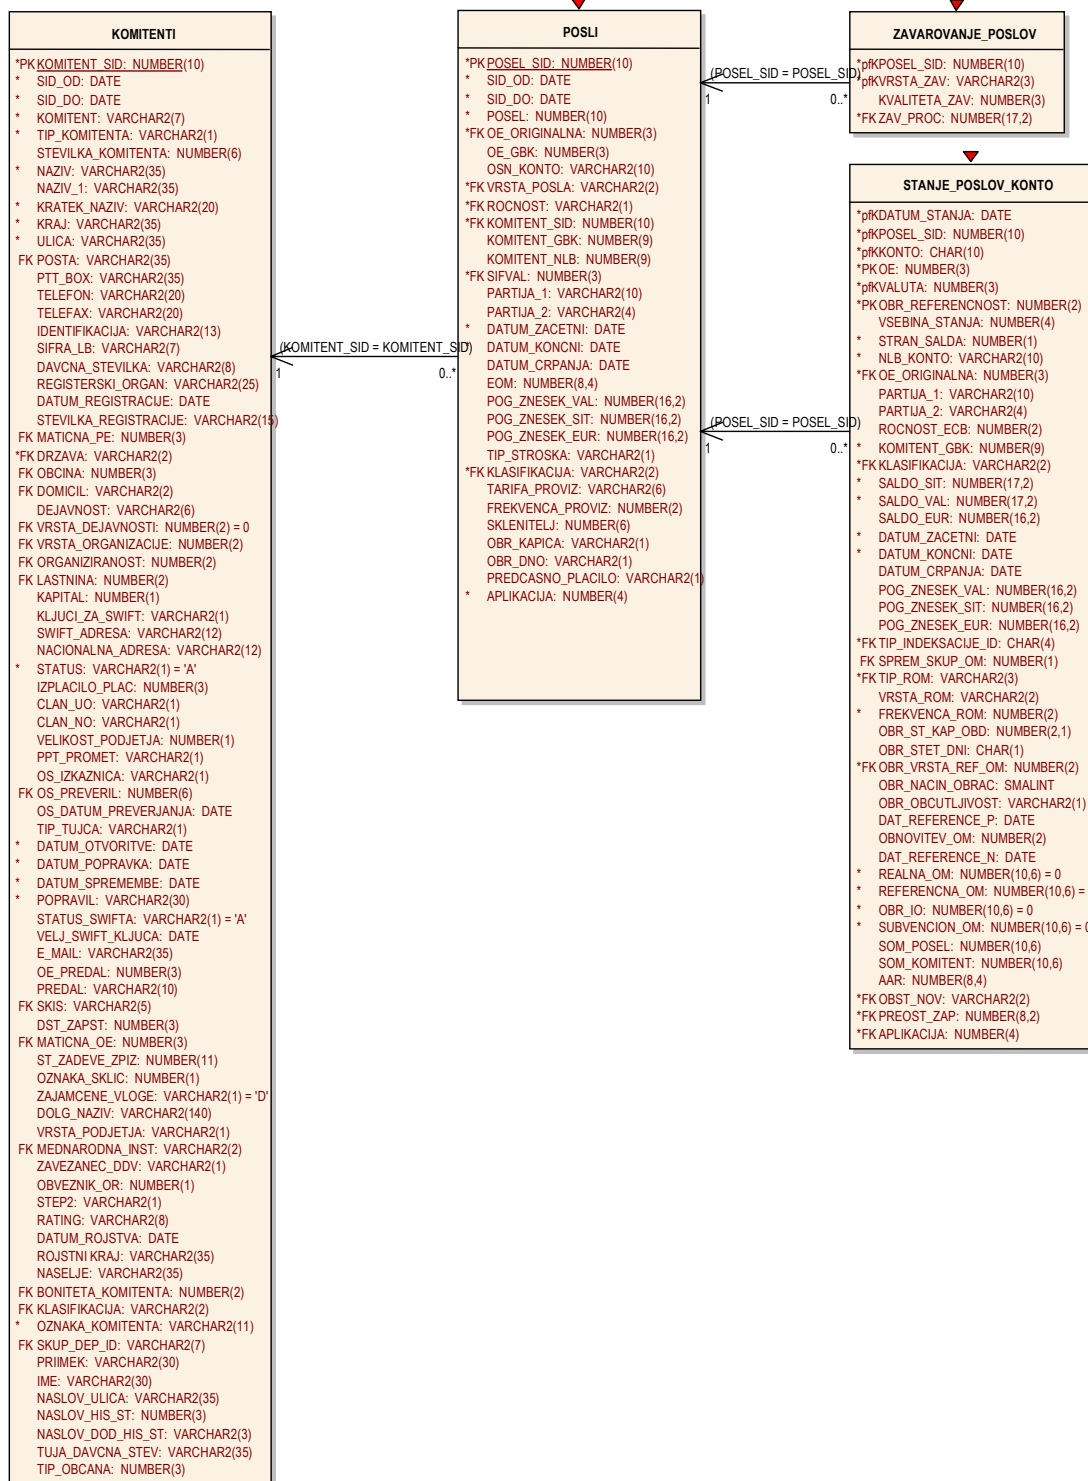 KOMITENTI
*PK KOMITENT_SID: NUMBER(10)
* SID_OD: DATE
* SID_DO: DATE
* KOMITENT: VARCHAR2(7)
* TIP_KOMITENTA: VARCHAR2(1)
STEVILKA_KOMITENTA: NUMBER(6)
* NAZIV: VARCHAR2(35)
NAZIV_1: VARCHAR2(35)
* KRATEK_NAZIV: VARCHAR2(20)
* KRAJ: VARCHAR2(35)
* ULICA: VARCHAR2(35)
FK POSTA: VARCHAR2(35)
PTT_BOX: VARCHAR2(35)
TELEFON: VARCHAR2(20)
TELEFAX: VARCHAR2(20)
IDENTIFIKACIJA: VARCHAR2(13)
SIFRA_LB: VARCHAR2(7)
DAVCNA_STEVILKA: VARCHAR2(8)
REGISTERSKI_ORGAN: VARCHAR2(25)
DATUM_REGISTRACIJE: DATE
STEVILKA_REGISTRACIJE: VARCHAR2(15)
FK MATICNA_PE: NUMBER(3)
*FK DRZAVA: VARCHAR2(2)
FK OBCINA: NUMBER(3)
FK DOMICIL: VARCHAR2(2)
DEJAVNOST: VARCHAR2(6)
FK VRSTA_DEJAVNOSTI: NUMBER(2) = 0
FK VRSTA_ORGANIZACIJE: NUMBER(2)
FK ORGANIZIRANOST: NUMBER(2)
FK LASTNINA: NUMBER(2)
KAPITAL: NUMBER(1)
KLJUCI_ZA_SWIFT: VARCHAR2(1)
SWIFT_ADRESA: VARCHAR2(12)
NACIONALNA_ADRESA: VARCHAR2(12)
* STATUS: VARCHAR2(1) = 'A'
IZPLACILO_PLAC: NUMBER(3)
CLAN_UO: VARCHAR2(1)
CLAN_NO: VARCHAR2(1)
VELIKOST_PODJETJA: NUMBER(1)
PPT_PROMET: VARCHAR2(1)
OS_IZKAZNICA: VARCHAR2(1)
FK OS_PREVERIL: NUMBER(6)
OS_DATUM_PREVERJANJA: DATE
TIP_TUJCA: VARCHAR2(1)
* DATUM_OTVORITVE: DATE
* DATUM_POPRAVKA: DATE
* DATUM_SPREMEMBE: DATE
* POPRAVIL: VARCHAR2(30)
STATUS_SWIFTA: VARCHAR2(1) = 'A'
VELJ_SWIFT_KLJUCA: DATE
E_MAIL: VARCHAR2(35)
OE_PREDAL: NUMBER(3)
PREDAL: VARCHAR2(10)
FK SKIS: VARCHAR2(5)
DST_ZAPST: NUMBER(3)
FK MATICNA_OE: NUMBER(3)
ST_ZADEVE_ZPIZ: NUMBER(11)
OZNAKA_SKLIC: NUMBER(1)
ZAJAMCENE_VLOGE: VARCHAR2(1) = 'D'
DOLG_NAZIV: VARCHAR2(140)
VRSTA_PODJETJA: VARCHAR2(1)
FK MEDNARODNA_INST: VARCHAR2(2)
ZAVEZANEC_DDV: VARCHAR2(1)
OBVEZNIK_OR: NUMBER(1)
STEP2: VARCHAR2(1)
RATING: VARCHAR2(8)
DATUM_ROJSTVA: DATE
ROJSTNI KRAJ: VARCHAR2(35)
NASELJE: VARCHAR2(35)
FK BONITETA_KOMITENTA: NUMBER(2)
FK KLASIFIKACIJA: VARCHAR2(2)
* OZNAKA_KOMITENTA: VARCHAR2(11)
FK SKUP_DEP_ID: VARCHAR2(7)
PRIIMEK: VARCHAR2(30)
IME: VARCHAR2(30)
NASLOV_ULICA: VARCHAR2(35)
NASLOV_HIS_ST: NUMBER(3)
NASLOV_DOD_HIS_ST: VARCHAR2(3)
TUJA_DAVCNA_STEV: VARCHAR2(35)
TIP_OBCANA: NUMBER(3)
(KOMITENT_SID = KOMITENT_SID)
1 0..*
POSLI
*PK POSEL_SID: NUMBER(10)
* SID_OD: DATE
* SID_DO: DATE
* POSEL: NUMBER(10)
*FK OE_ORIGINALNA: NUMBER(3)
OE_GBK: NUMBER(3)
OSN_KONTO: VARCHAR2(10)
*FK VRSTA_POSLA: VARCHAR2(2)
*FK ROCNOST: VARCHAR2(1)
*FK KOMITENT_SID: NUMBER(10)
KOMITENT_GBK: NUMBER(9)
KOMITENT_NLB: NUMBER(9)
*FK SIFVAL: NUMBER(3)
PARTIJA_1: VARCHAR2(10)
PARTIJA_2: VARCHAR2(4)
* DATUM_ZACETNI: DATE
* DATUM_KONCNI: DATE
DATUM_CRPANJA: DATE
EOM: NUMBER(8,4)
POG_ZNESEK_VAL: NUMBER(16,2)
POG_ZNESEK_SIT: NUMBER(16,2)
POG_ZNESEK_EUR: NUMBER(16,2)
TIP_STROSKA: VARCHAR2(1)
*FK KLASIFIKACIJA: VARCHAR2(2)
TARIFA_PROVIZ: VARCHAR2(6)
FREKVENCA_PROVIZ: NUMBER(2)
SKLENITELJ: NUMBER(6)
OBR_KAPICA: VARCHAR2(1)
OBR_DNO: VARCHAR2(1)
PREDCASNO_PLACILO: VARCHAR2(1)
* APLIKACIJA: NUMBER(4)
(POSEL_SID = POSEL_SID)
1 0..*
(POSEL_SID = POSEL_SID)
1 0..*
ZAVAROVANJE_POSLOV
*pfK POSEL_SID: NUMBER(10)
*pfK VRSTA_ZAV: VARCHAR2(3)
KVALITETA_ZAV: NUMBER(3)
*FK ZAV_PROC: NUMBER(17,2)
STANJE_POSLOV_KONTO
*pfK DATUM_STANJA: DATE
*pfK POSEL_SID: NUMBER(10)
*pfK KONTO: CHAR(10)
*PK OE: NUMBER(3)
*pfK VALUTA: NUMBER(3)
*PK OBR_REFERENCNOST: NUMBER(2)
VSEBINA_STANJA: NUMBER(4)
* STRAN_SALDA: NUMBER(1)
* NLB_KONTO: VARCHAR2(10)
*FK OE_ORIGINALNA: NUMBER(3)
PARTIJA_1: VARCHAR2(10)
PARTIJA_2: VARCHAR2(4)
ROCNOST_ECB: NUMBER(2)
* KOMITENT_GBK: NUMBER(9)
*FK KLASIFIKACIJA: VARCHAR2(2)
* SALDO_SIT: NUMBER(17,2)
* SALDO_VAL: NUMBER(17,2)
SALDO_EUR: NUMBER(16,2)
* DATUM_ZACETNI: DATE
* DATUM_KONCNI: DATE
DATUM_CRPANJA: DATE
POG_ZNESEK_VAL: NUMBER(16,2)
POG_ZNESEK_SIT: NUMBER(16,2)
POG_ZNESEK_EUR: NUMBER(16,2)
*FK TIP_INDEKSACIJE_ID: CHAR(4)
FK SPREM_SKUP_OM: NUMBER(1)
*FK TIP_ROM: VARCHAR2(3)
VRSTA_ROM: VARCHAR2(2)
* FREKVENCA_ROM: NUMBER(2)
OBR_ST_KAP_OBD: NUMBER(2,1)
OBR_STET_DNI: CHAR(1)
*FK OBR_VRSTA_REF_OM: NUMBER(2)
OBR_NACIN_OBRAC: SMALINT
OBR_OBCUTLJIVOST: VARCHAR2(1)
DAT_REFERENCE_P: DATE
OBNOVITEV_OM: NUMBER(2)
DAT_REFERENCE_N: DATE
* REALNA_OM: NUMBER(10,6) = 0
* REFERENCNA_OM: NUMBER(10,6) =
* OBR_IO: NUMBER(10,6) = 0
* SUBVENCION_OM: NUMBER(10,6) = 0
SOM_POSEL: NUMBER(10,6)
SOM_KOMITENT: NUMBER(10,6)
AAR: NUMBER(8,4)
*FK OBST_NOV: VARCHAR2(2)
*FK PREOST_ZAP: NUMBER(8,2)
*FK APLIKACIJA: NUMBER(4)